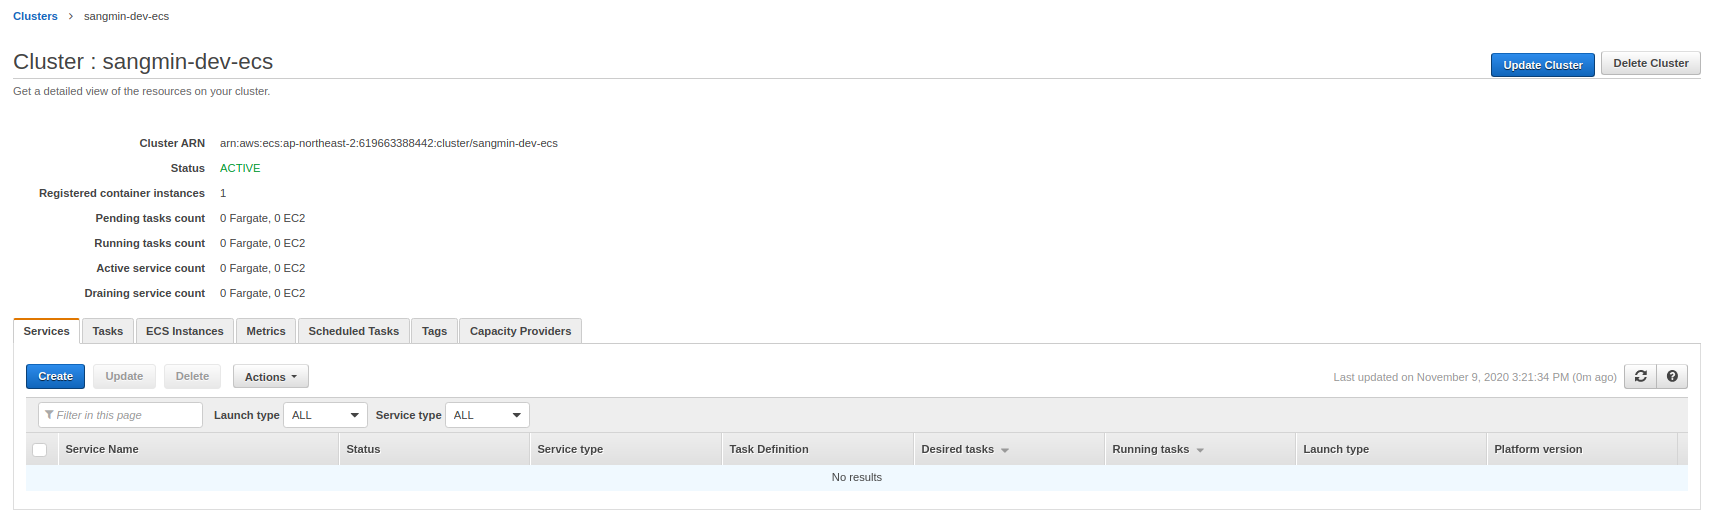 Clusters > sangmin-dev-ecs
Cluster : sangmin-dev-ecs
Update Cluster Delete Cluster
Get a detailed view of the resources on your cluster.
Cluster ARN arn:aws:ecs:ap-northeast-2:619663388442:cluster/sangmin-dev-ecs
Status ACTIVE
Registered container instances 1
Pending tasks count 0 Fargate, 0 EC2
Running tasks count 0 Fargate, 0 EC2
Active service count 0 Fargate, 0 EC2
Draining service count 0 Fargate, 0 EC2
Services Tasks ECS Instances Metrics Scheduled Tasks Tags Capacity Providers
Create Update Delete Actions Last updated on November 9, 2020 3:21:34 PM (0m ago)
Filter in this page Launch type ALL Service type ALL
Service Name Status Service type Task Definition Desired tasks Running tasks Launch type Platform version
No results